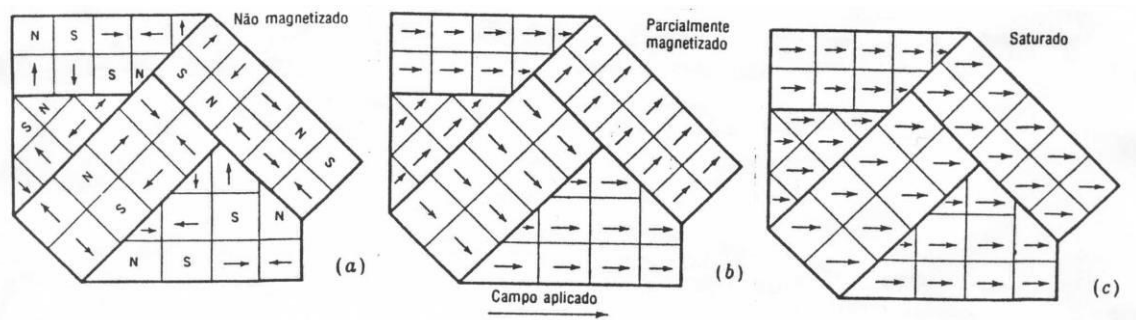 Não magnetizado
N S
S N
S N
S
N
N
S
N
S
S N
N S
(a)
Parcialmente
magnetizado
(b)
Campo aplicado
Saturado
(c)